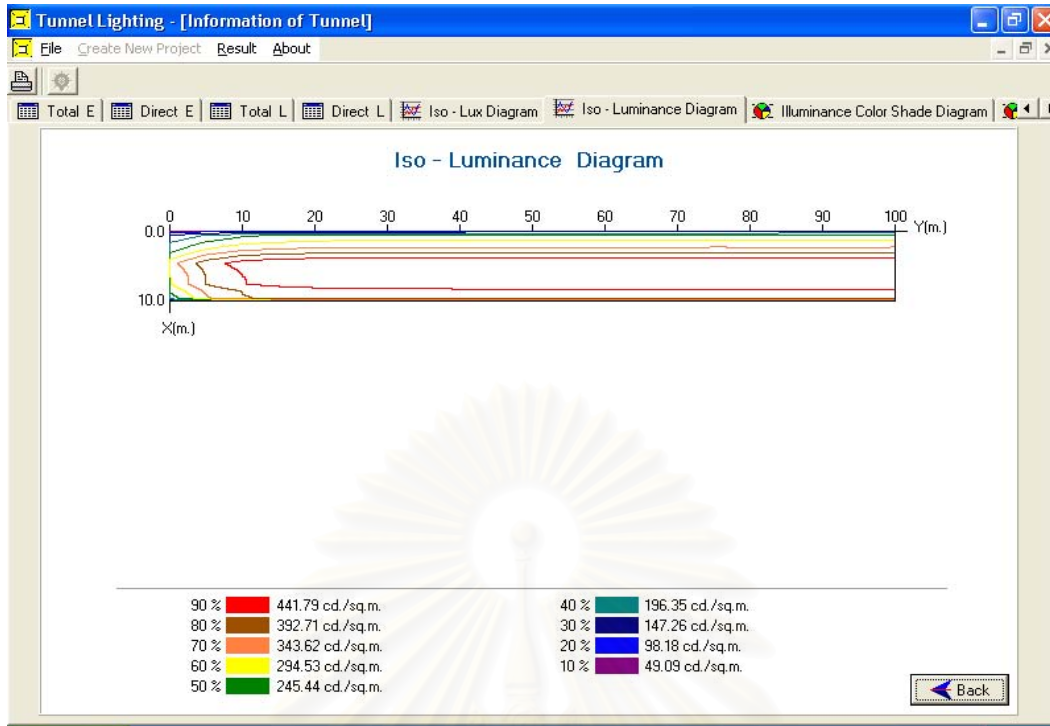 Tunnel Lighting - [Information of Tunnel]
File Create New Project Result About
Total E Direct E Total L Direct L Iso - Lux Diagram Iso - Luminance Diagram Illuminance Color Shade Diagram
Iso - Luminance Diagram
0 10 20 30 40 50 60 70 80 90 100 Y(m.)
0.0
10.0
X(m.)
90 % 441.79 cd./sq.m. 40 % 196.35 cd./sq.m.
80 % 392.71 cd./sq.m. 30 % 147.26 cd./sq.m.
70 % 343.62 cd./sq.m. 20 % 98.18 cd./sq.m.
60 % 294.53 cd./sq.m. 10 % 49.09 cd./sq.m.
50 % 245.44 cd./sq.m.
Back